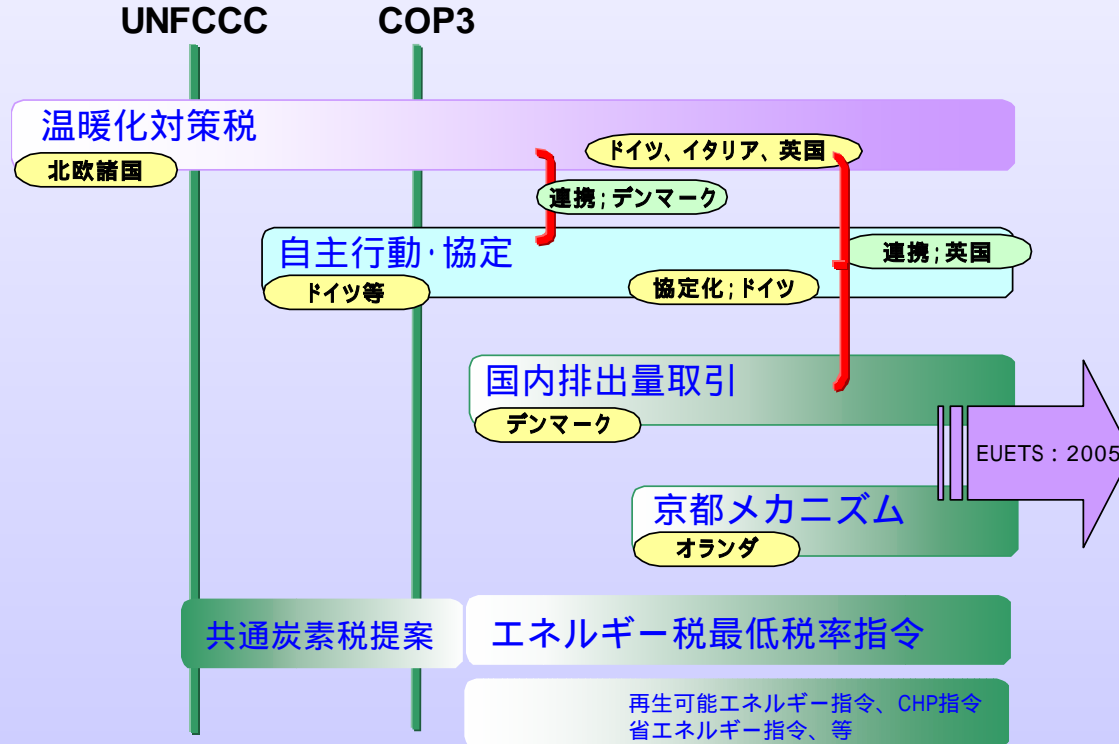 UNFCCC
COP3
温暖化対策税
北欧諸国
ドイツ、イタリア、英国
連携;デンマーク
自主行動・協定
連携;英国
ドイツ等
協定化;ドイツ
国内排出量取引
デンマーク
EUETS:2005
京都メカニズム
オランダ
共通炭素税提案
エネルギー税最低税率指令
再生可能エネルギー指令、CHP指令
省エネルギー指令、等